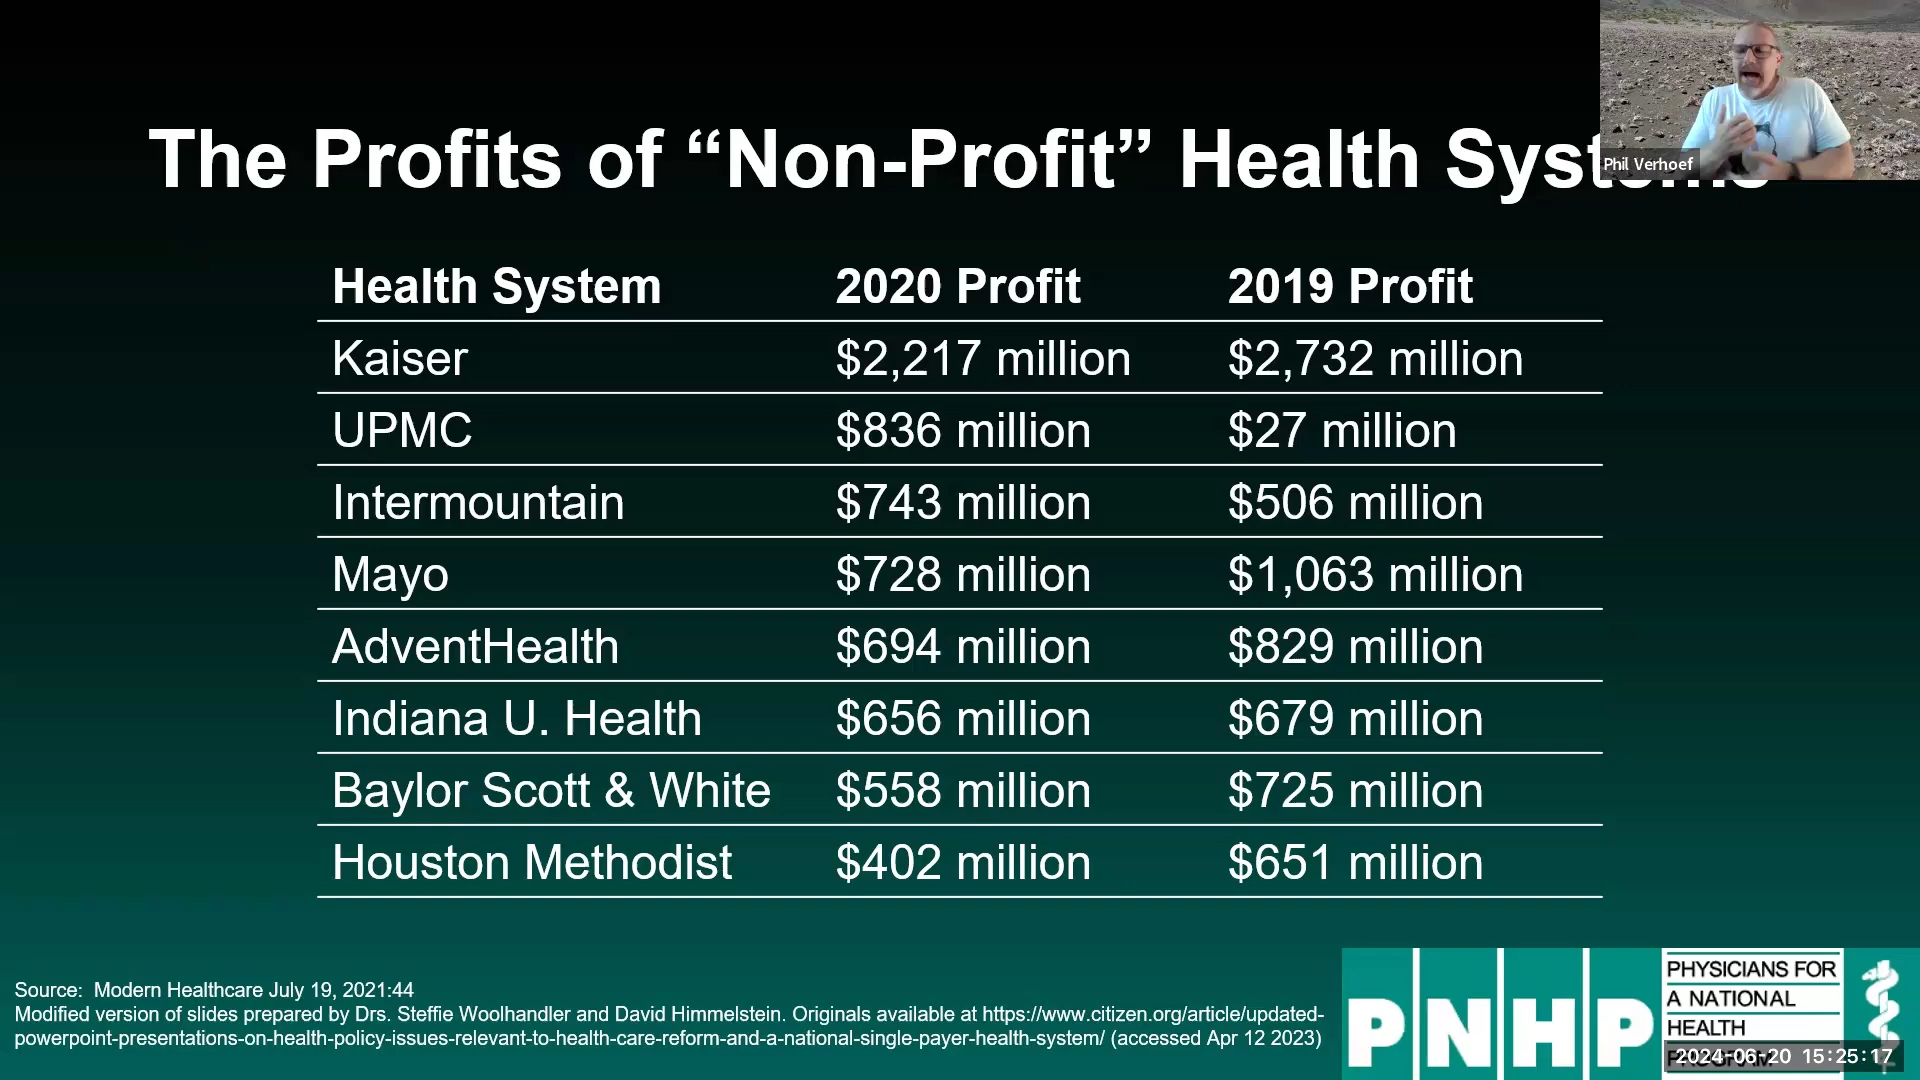 The Profits of “Non-Profit” Health Systems
Phil Verhoef
Health System 2020 Profit 2019 Profit
Kaiser $2,217 million $2,732 million
UPMC $836 million $27 million
Intermountain $743 million $506 million
Mayo $728 million $1,063 million
AdventHealth $694 million $829 million
Indiana U. Health $656 million $679 million
Baylor Scott & White $558 million $725 million
Houston Methodist $402 million $651 million
Source: Modern Healthcare July 19, 2021:44
Modified version of slides prepared by Drs. Steffie Woolhandler and David Himmelstein. Originals available at https://www.citizen.org/article/updated-
powerpoint-presentations-on-health-policy-issues-relevant-to-health-care-reform-and-a-national-single-payer-health-system/ (accessed Apr 12 2023)
PNHP
PHYSICIANS FOR
A NATIONAL
HEALTH
PROGRAM
2024-06-20 15:25:17